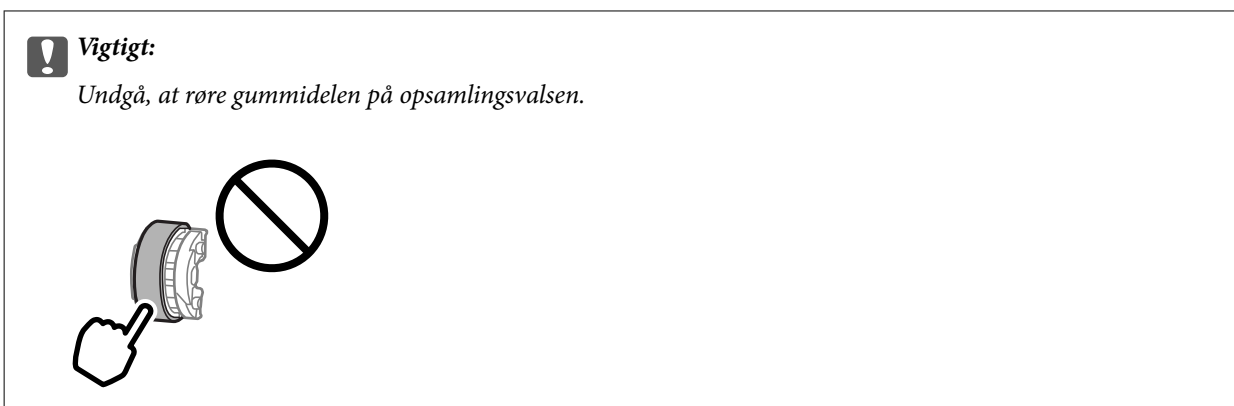 Vigtigt:
Undgå, at røre gummidelen på opsamlingsvalsen.